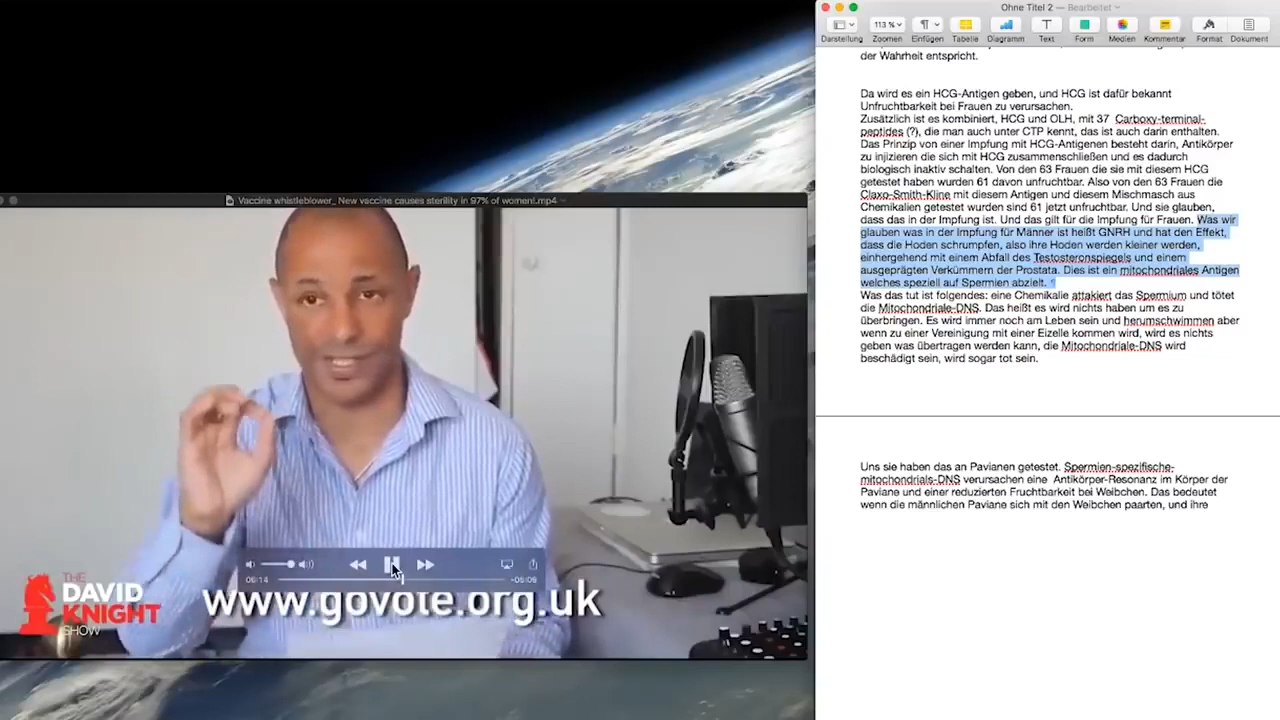 Ohne Titel 2 — Bearbeitet
113 %
Darstellung
Zoomen
Einfügen
Tabelle
Diagramm
Text
Form
Medien
Kommentar
Format
Dokument
der Wahrheit entspricht.
Da wird es ein HCG-Antigen geben, und HCG ist dafür bekannt
Unfruchtbarkeit bei Frauen zu verursachen.
Zusätzlich ist es kombiniert, HCG und OLH, mit 37 Carboxy-terminal-
peptides (?), die man auch unter CTP kennt, das ist auch darin enthalten.
Das Prinzip von einer Impfung mit HCG-Antigenen besteht darin, Antikörper
zu injizieren die sich mit HCG zusammenschließen und es dadurch
biologisch inaktiv schalten. Von den 63 Frauen die sie mit diesem HCG
getestet haben wurden 61 davon unfruchtbar. Also von den 63 Frauen die
Claxo-Smith-Kline mit diesem Antigen und diesem Mischmasch aus
Chemikalien getestet wurden sind 61 jetzt unfruchtbar. Und sie glauben,
dass das in der Impfung ist. Und das gilt für die Impfung für Frauen. Was wir
glauben was in der Impfung für Männer ist heißt GNRH und hat den Effekt,
dass die Hoden schrumpfen, also ihre Hoden werden kleiner werden,
einhergehend mit einem Abfall des Testosteronspiegels und einem
ausgeprägten Verkümmern der Prostata. Dies ist ein mitochondriales Antigen
welches speziell auf Spermien abzielt.
Was das tut ist folgendes: eine Chemikalie attakiert das Spermium und tötet
die Mitochondriale-DNS. Das heißt es wird nichts haben um es zu
überbringen. Es wird immer noch am Leben sein und herumschwimmen aber
wenn zu einer Vereinigung mit einer Eizelle kommen wird, wird es nichts
geben was übertragen werden kann, die Mitochondriale-DNS wird
beschädigt sein, wird sogar tot sein.
Uns sie haben das an Pavianen getestet. Spermien-spezifische-
mitochondrials-DNS verursachen eine Antikörper-Resonanz im Körper der
Paviane und einer reduzierten Fruchtbarkeit bei Weibchen. Das bedeutet
wenn die männlichen Paviane sich mit den Weibchen paarten, und ihre
Vaccine whistleblower_ New vaccine causes sterility in 97% of women!.mp4
06:14
-05:09
THE
DAVID
KNIGHT
SHOW
www.govote.org.uk